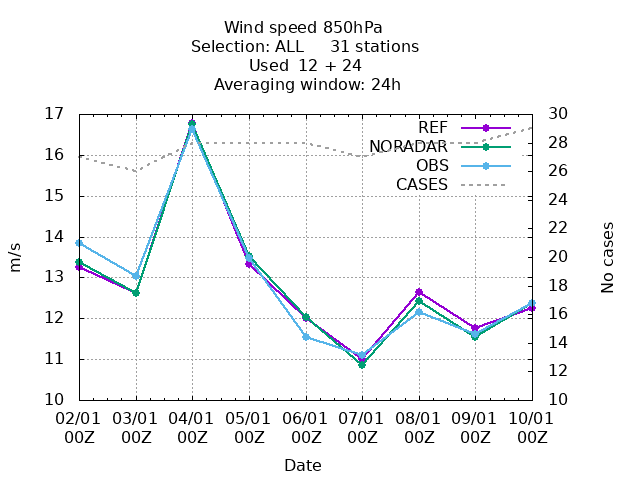 Wind speed 850hPa
Selection: ALL     31 stations
Used  12 + 24
Averaging window: 24h
17
16
15
14
13
12
11
10
m/s
30
28
26
24
22
20
18
16
14
12
10
No cases
REF
NORADAR
OBS
CASES
02/01 03/01 04/01 05/01 06/01 07/01 08/01 09/01 10/01
00Z 00Z 00Z 00Z 00Z 00Z 00Z 00Z 00Z
Date